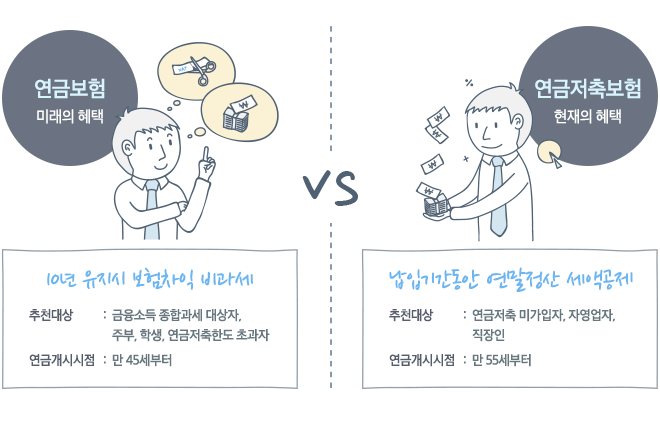 연금보험
미래의 혜택
VS
연금저축보험
현재의 혜택
10년 유지시 보험차익 비과세
추천대상 : 금융소득 종합과세 대상자,
주부, 학생, 연금저축한도 초과자
연금개시시점 : 만 45세부터
납입기간동안 연말정산 세액공제
추천대상 : 연금저축 미가입자, 자영업자,
직장인
연금개시시점 : 만 55세부터